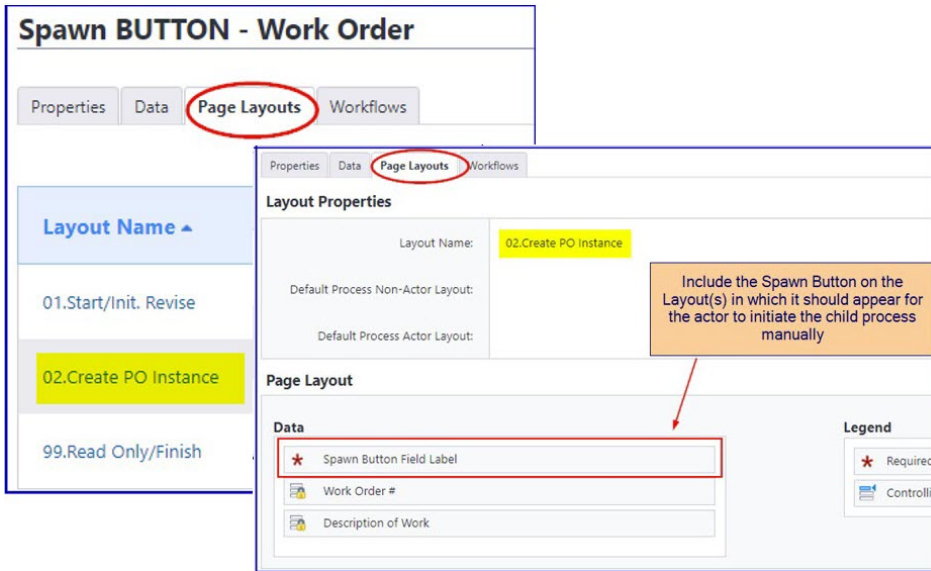 Spawn BUTTON - Work Order
Properties Data Page Layouts Workflows
Layout Name
01.Start/Init. Revise
02.Create PO Instance
99.Read Only/Finish
Properties Data Page Layouts Workflows
Layout Properties
Layout Name: 02.Create PO Instance
Default Process Non-Actor Layout:
Default Process Actor Layout:
Include the Spawn Button on the
Layout(s) in which it should appear for
the actor to initiate the child process
manually
Page Layout
Data
* Spawn Button Field Label
Work Order #
Description of Work
Legend
* Required
Controlli